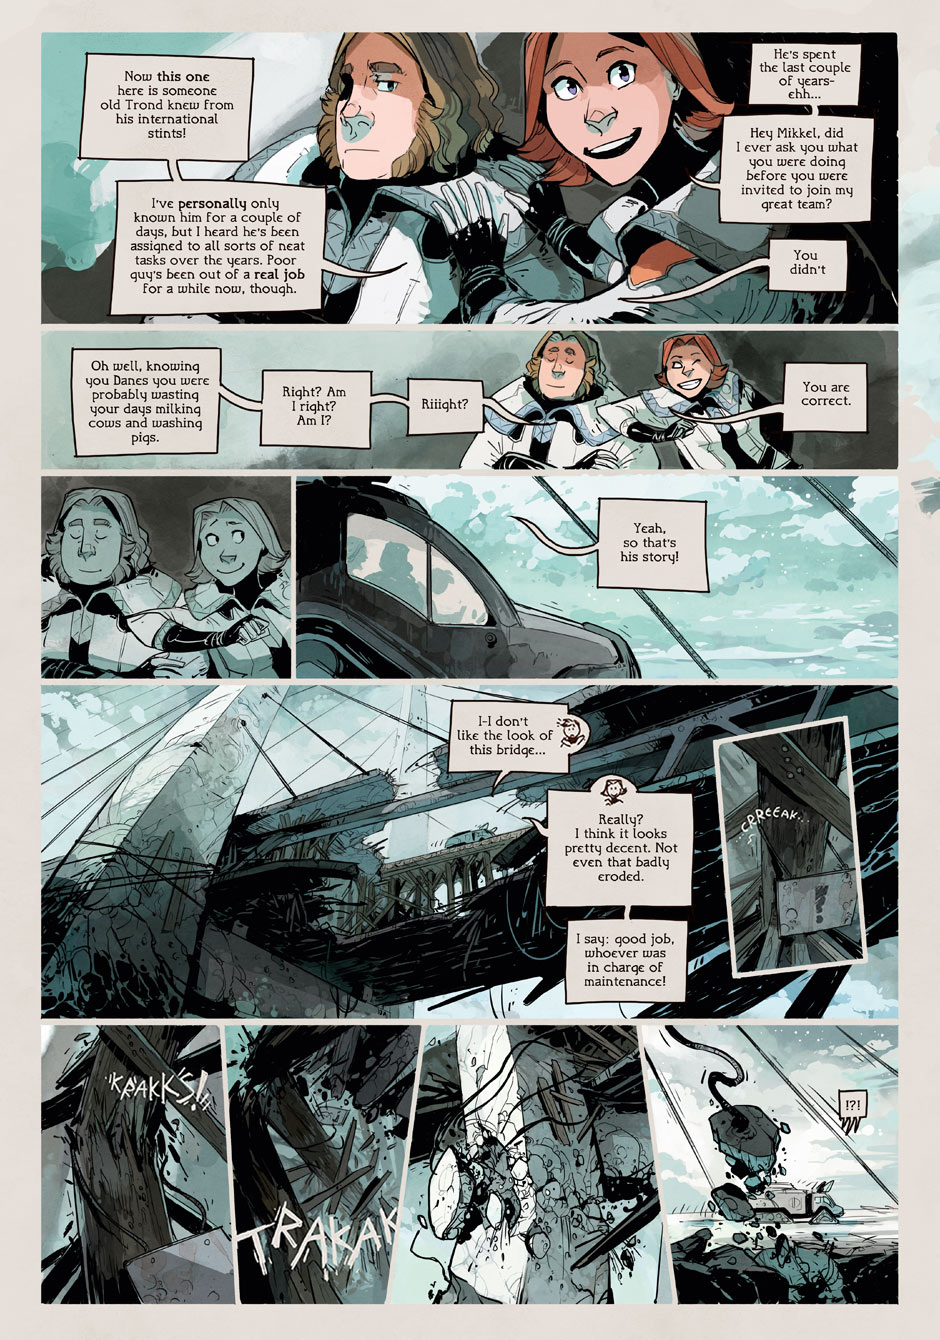 Now this one
here is someone
old Trond knew from
his international
stints!
I've personally only
known him for a couple of
days, but I heard he's been
assigned to all sorts of neat
tasks over the years. Poor
guy's been out of a real job
for a while now, though.
He's spent
the last couple
of years-
ehh...
Hey Mikkel, did
I ever ask you what
you were doing
before you were
invited to join my
great team?
You
didn't
Oh well, knowing
you Danes you were
probably wasting
your days milking
cows and washing
pigs.
Right? Am
I right?
Am I?
Riiight?
You are
correct.
Yeah,
so that's
his story!
I-I don't
like the look of
this bridge...
Really?
I think it looks
pretty decent. Not
even that badly
eroded.
I say: good job,
whoever was
in charge of
maintenance!
..CRREEAK...
KRAKK'S!
TRAKAK
!?!